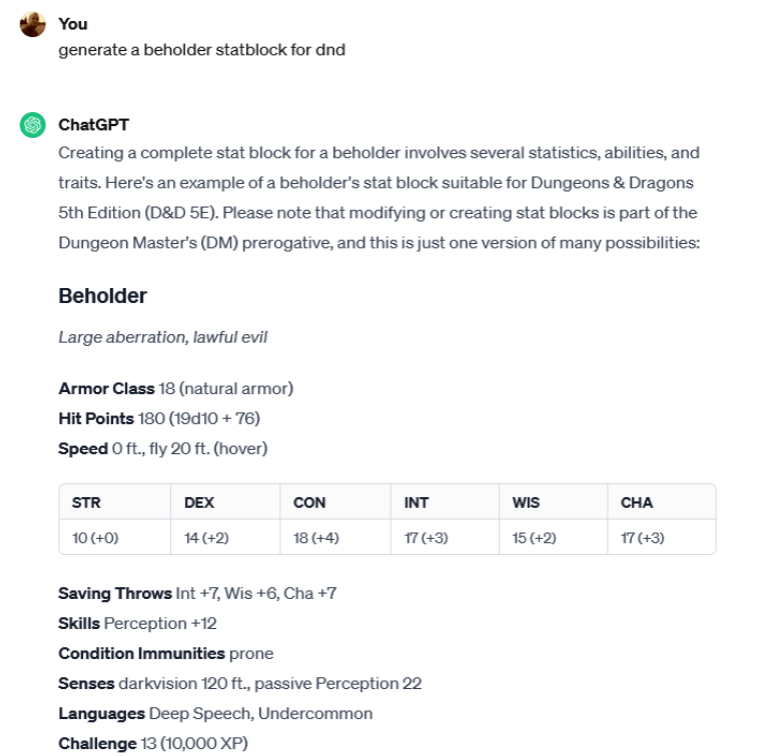 You
generate a beholder statblock for dnd
ChatGPT
Creating a complete stat block for a beholder involves several statistics, abilities, and
traits. Here's an example of a beholder's stat block suitable for Dungeons & Dragons
5th Edition (D&D 5E). Please note that modifying or creating stat blocks is part of the
Dungeon Master's (DM) prerogative, and this is just one version of many possibilities:
Beholder
Large aberration, lawful evil
Armor Class 18 (natural armor)
Hit Points 180 (19d10 + 76)
Speed 0 ft., fly 20 ft. (hover)
STR DEX CON INT WIS CHA
10 (+0) 14 (+2) 18 (+4) 17 (+3) 15 (+2) 17 (+3)
Saving Throws Int +7, Wis +6, Cha +7
Skills Perception +12
Condition Immunities prone
Senses darkvision 120 ft., passive Perception 22
Languages Deep Speech, Undercommon
Challenge 13 (10,000 XP)